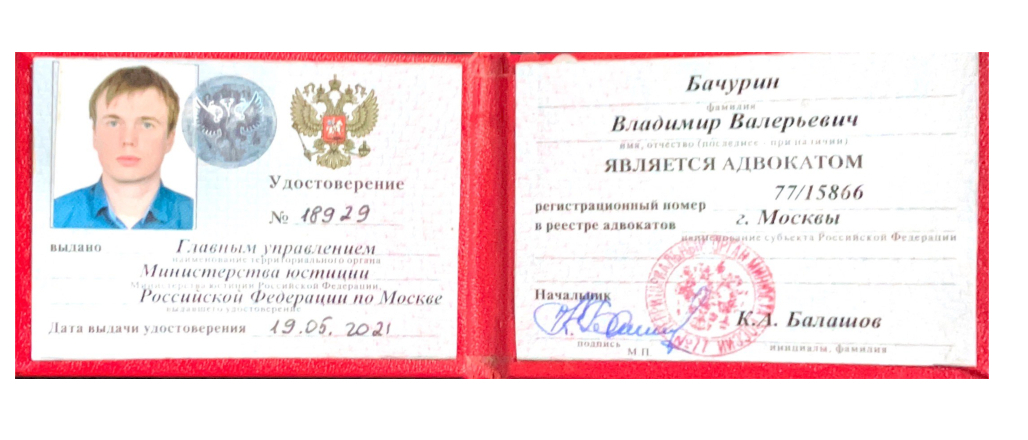 Удостоверение
№ 18929
выдано Главным управлением
наименование территориального органа
Министерства юстиции
Министерства юстиции Российской Федерации,
Российской Федерации по Москве
выдавшего удостоверение
Дата выдачи удостоверения 19.05.2021
Бачурин
фамилия
Владимир Валерьевич
имя, отчество (последнее - при наличии)
ЯВЛЯЕТСЯ АДВОКАТОМ
регистрационный номер 77/15866
в реестре адвокатов г. Москвы
наименование субъекта Российской Федерации
Начальник
К.А. Балашов
подпись
М.П.
инициалы, фамилия